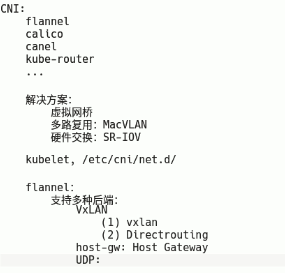 CNI:
flannel
calico
canel
kube-router
...
解决方案:
虚拟网桥
多路复用: MacVLAN
硬件交换: SR-IOV
kubelet, /etc/cni/net.d/
flannel:
支持多种后端:
VxLAN
(1) vxlan
(2) Directrouting
host-gw: Host Gateway
UDP: